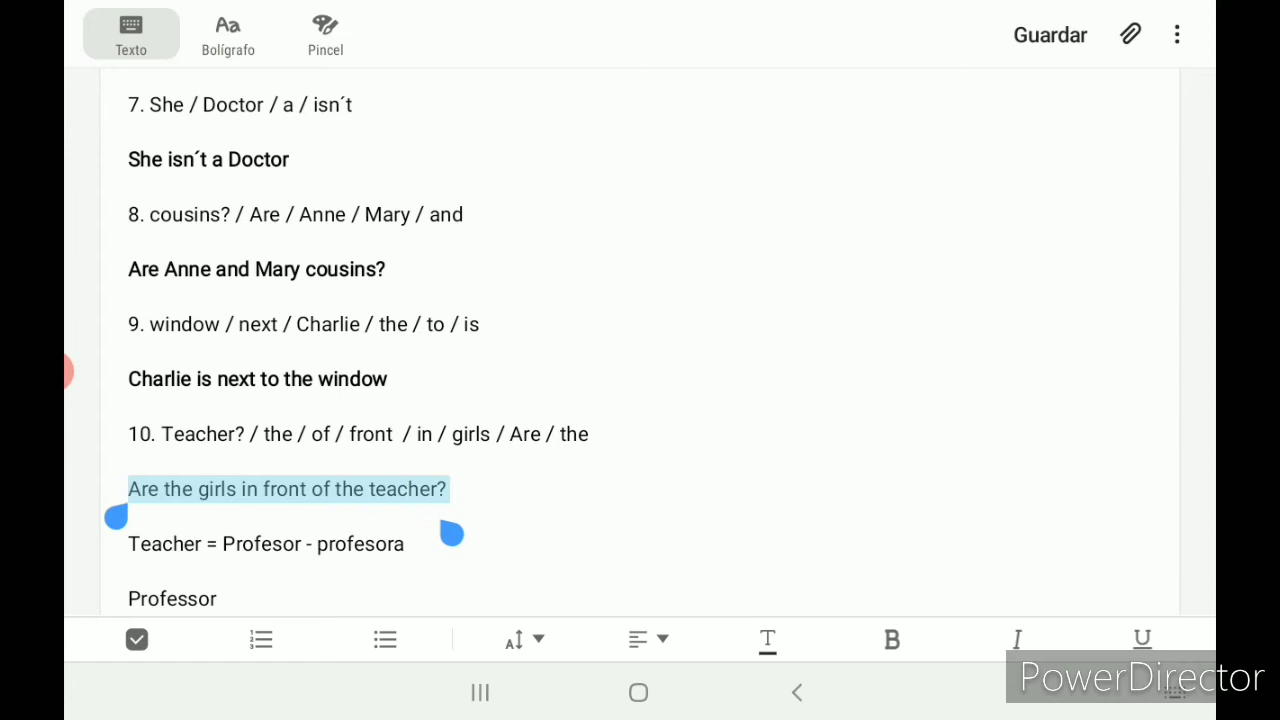 Texto
Bolígrafo
Pincel
Guardar
7. She / Doctor / a / isn´t
She isn´t a Doctor
8. cousins? / Are / Anne / Mary / and
Are Anne and Mary cousins?
9. window / next / Charlie / the / to / is
Charlie is next to the window
10. Teacher? / the / of / front / in / girls / Are / the
Are the girls in front of the teacher?
Teacher = Profesor - profesora
Professor
PowerDirector